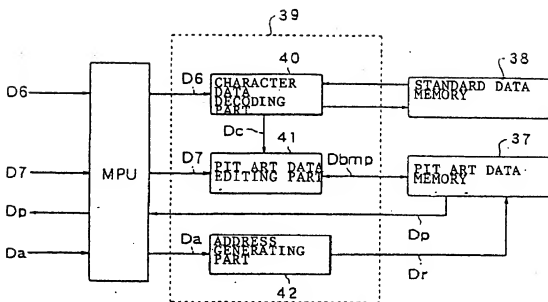 39
40
38
D6
D6
CHARACTER
DATA
DECODING
PART
STANDARD DATA
MEMORY
Dc
41
37
MPU
D7
D7
PIT ART DATA
EDITING PART
Dbmp
PIT ART DATA
MEMORY
Dp
Dp
Da
Da
ADDRESS
GENERATING
PART
Dr
42